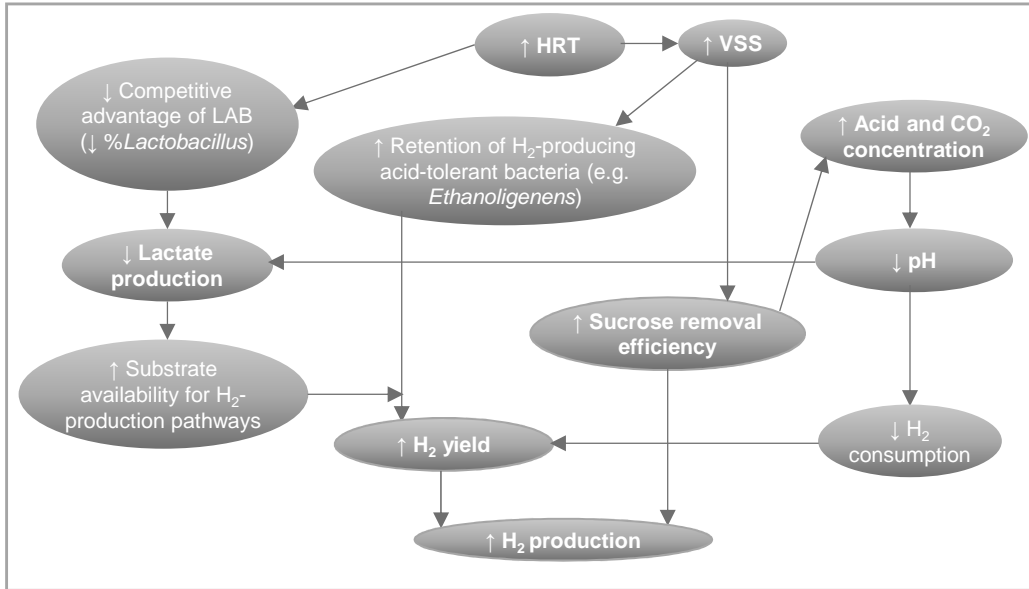 ↑ HRT
↑ VSS
↓ Competitive
advantage of LAB
(↓ %Lactobacillus)
↑ Retention of H₂-producing
acid-tolerant bacteria (e.g.
Ethanoligenens)
↑ Acid and CO₂
concentration
↓ Lactate
production
↓ pH
↑ Sucrose removal
efficiency
↑ Substrate
availability for H₂-
production pathways
↑ H₂ yield
↓ H₂
consumption
↑ H₂ production